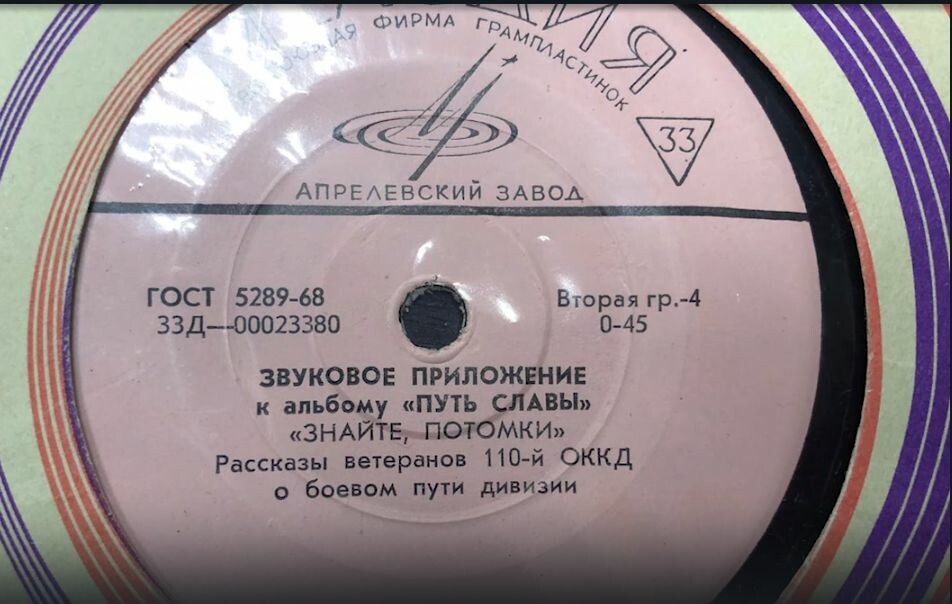 ФИРМА ГРАМПЛАСТИНОК
33
АПРЕЛЕВСКИЙ ЗАВОД
ГОСТ 5289-68
33Д—00023380
Вторая гр.-4
0-45
ЗВУКОВОЕ ПРИЛОЖЕНИЕ
к альбому «ПУТЬ СЛАВЫ»
«ЗНАЙТЕ, ПОТОМКИ»
Рассказы ветеранов 110-й ОККД
о боевом пути дивизии